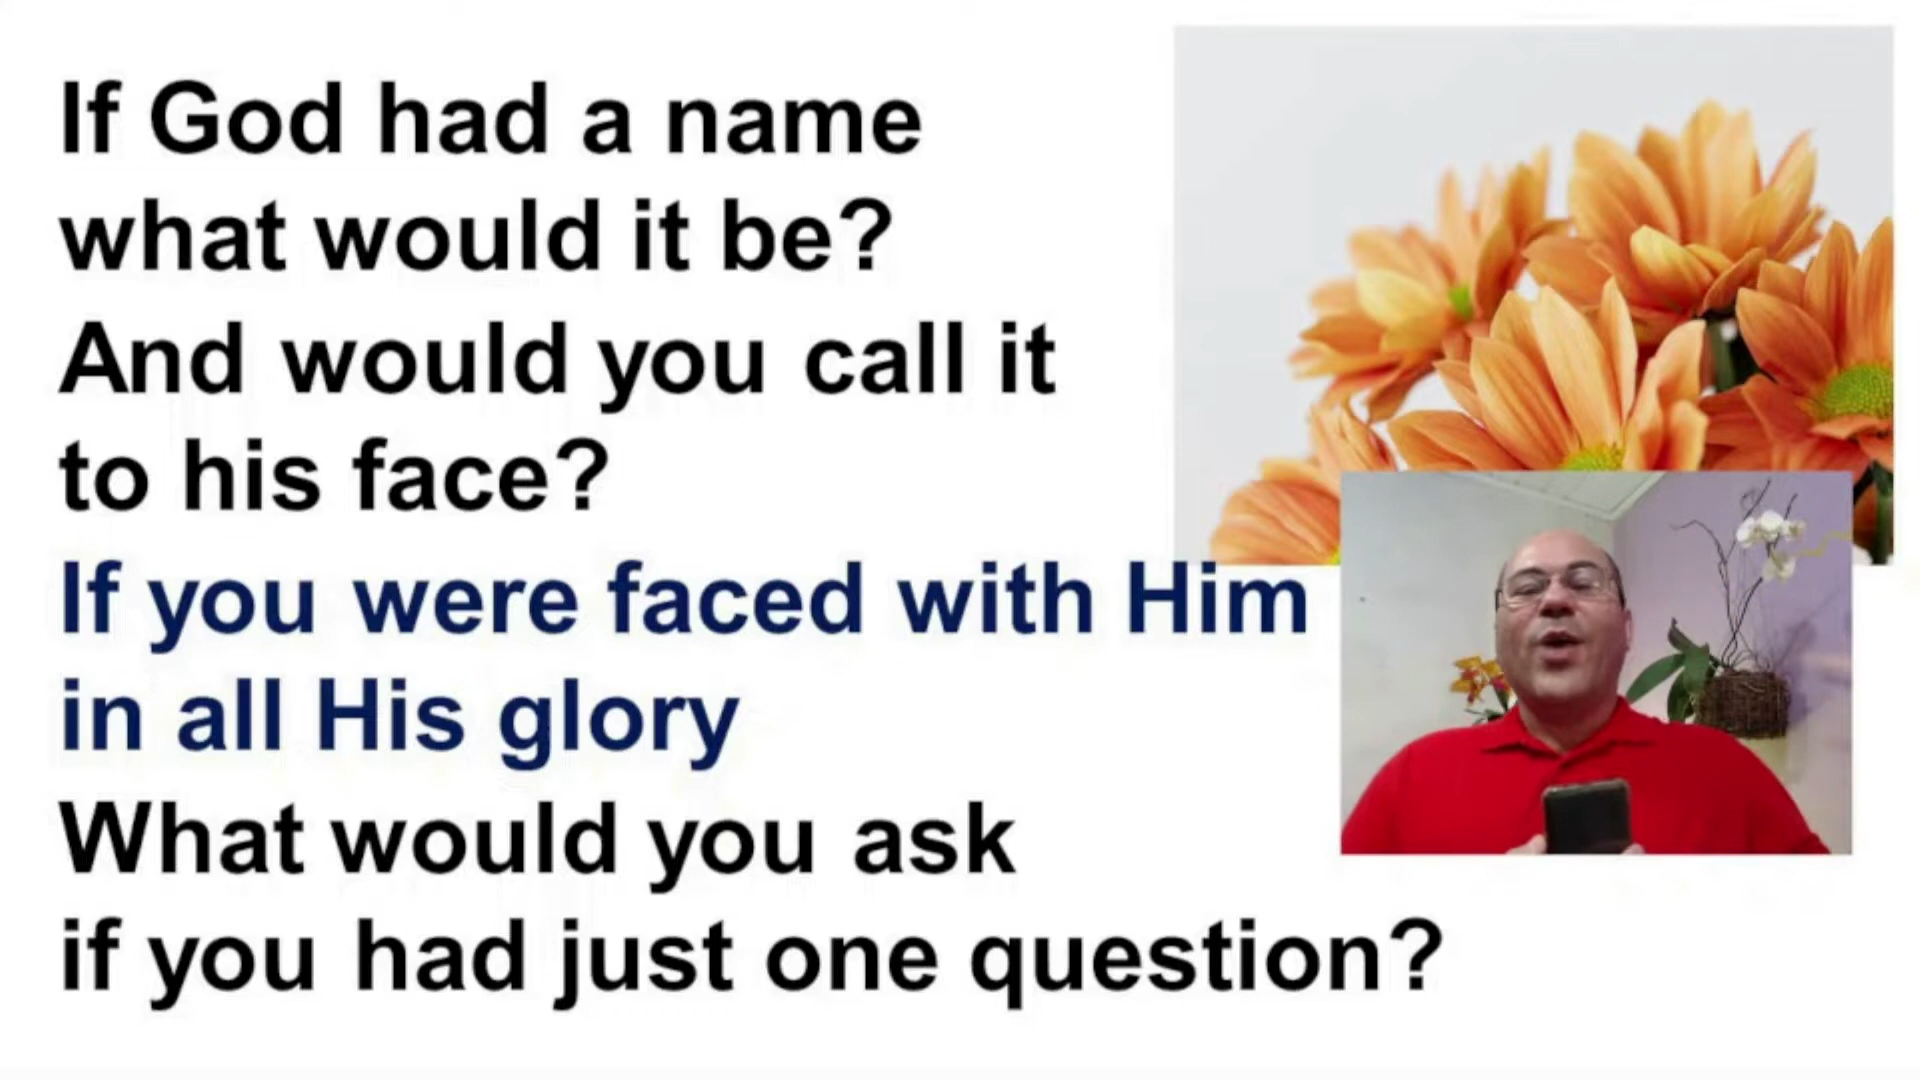 If God had a name
what would it be?
And would you call it
to his face?
If you were faced with Him
in all His glory
What would you ask
if you had just one question?